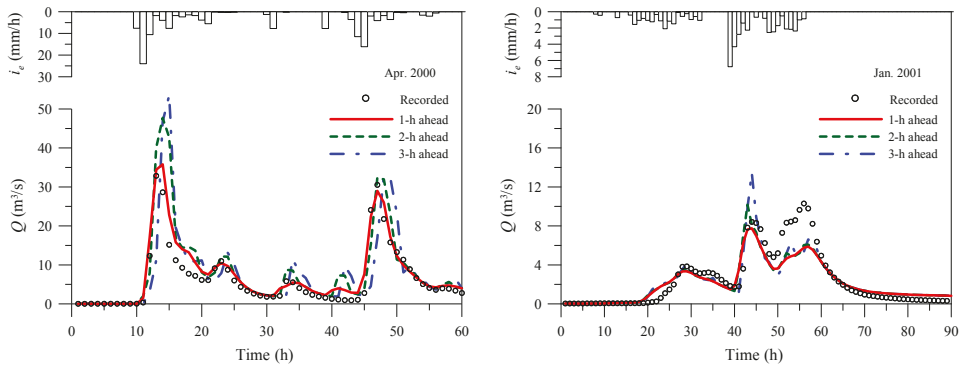 i_e (mm/h)
0
10
20
30
Apr. 2000
Q (m³/s)
50
40
30
20
10
0
Recorded
1-h ahead
2-h ahead
3-h ahead
0 10 20 30 40 50 60
Time (h)
i_e (mm/h)
0
2
4
6
8
Jan. 2001
Q (m³/s)
20
16
12
8
4
0
Recorded
1-h ahead
2-h ahead
3-h ahead
0 10 20 30 40 50 60 70 80 90
Time (h)